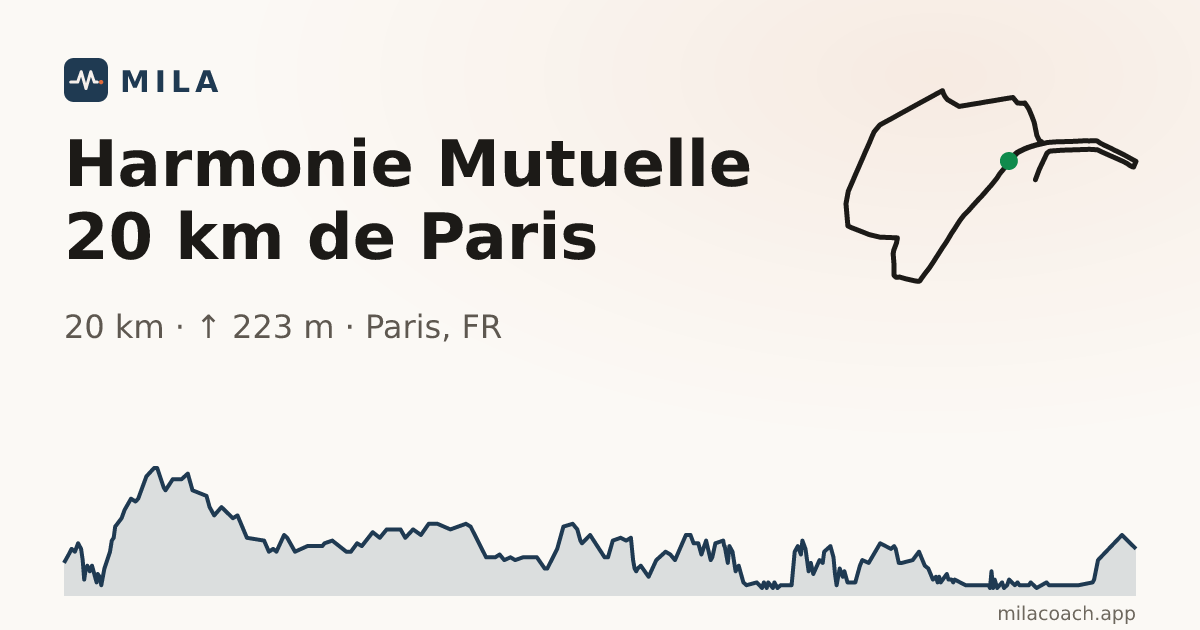 MILA
Harmonie Mutuelle
20 km de Paris
20 km · ↑ 223 m · Paris, FR
milacoach.app